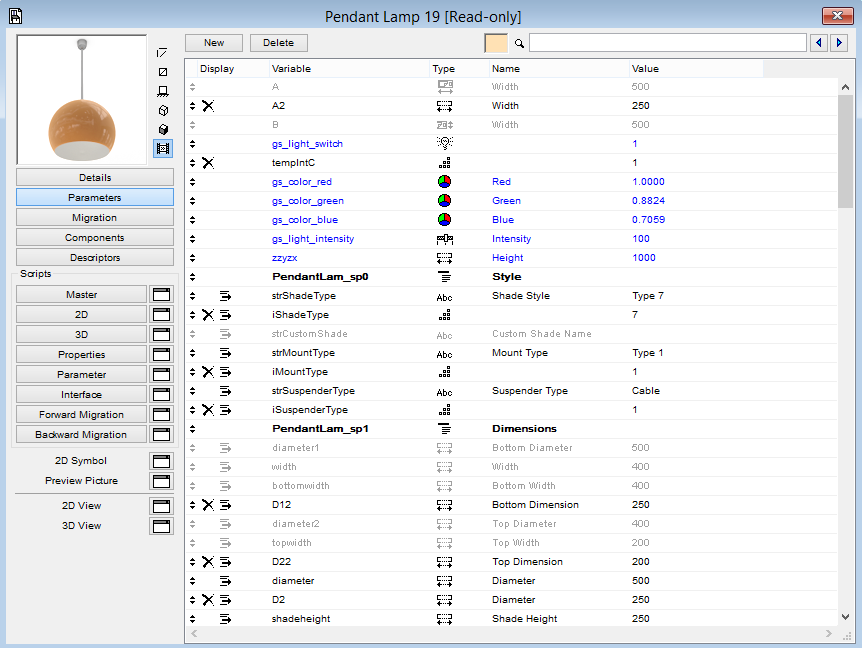 Pendant Lamp 19 [Read-only]
New Delete
Display Variable Type Name Value
A Width 500
A2 Width 250
B Width 500
gs_light_switch 1
tempIntC 1
gs_color_red Red 1.0000
gs_color_green Green 0.8824
gs_color_blue Blue 0.7059
gs_light_intensity Intensity 100
zzyzx Height 1000
PendantLam_sp0 Style
strShadeType Abc Shade Style Type 7
iShadeType 7
strCustomShade Abc Custom Shade Name
strMountType Abc Mount Type Type 1
iMountType 1
strSuspenderType Abc Suspender Type Cable
iSuspenderType 1
PendantLam_sp1 Dimensions
diameter1 Bottom Diameter 500
width Width 400
bottomwidth Bottom Width 400
D12 Bottom Dimension 250
diameter2 Top Diameter 400
topwidth Top Width 200
D22 Top Dimension 200
diameter Diameter 500
D2 Diameter 250
shadeheight Shade Height 250
Details
Parameters
Migration
Components
Descriptors
Scripts
Master
2D
3D
Properties
Parameter
Interface
Forward Migration
Backward Migration
2D Symbol
Preview Picture
2D View
3D View